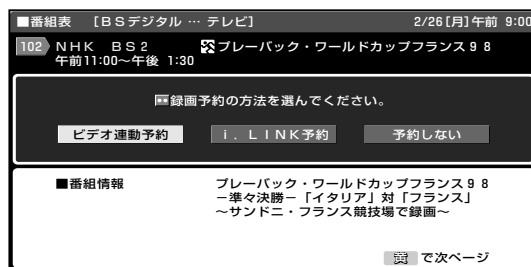 ■番組表 [BSデジタル … テレビ] 2/26[月]午前 9:00
102 NHK BS2 プレーバック・ワールドカップフランス98
午前11:00~午後 1:30
録画予約の方法を選んでください。
ビデオ連動予約 i.LINK予約 予約しない
■番組情報 プレーバック・ワールドカップフランス98
-準々決勝-「イタリア」対「フランス」
~サンドニ・フランス競技場で録画~
黄 で次ページ